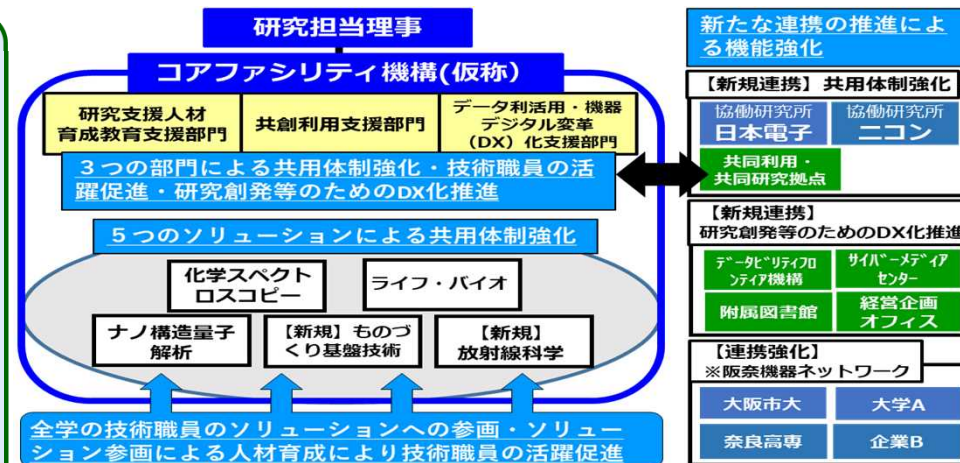 研究担当理事
コアファシリティ機構(仮称)
研究支援人材
育成教育支援部門
共創利用支援部門
データ利活用・機器
デジタル変革
（DX）化支援部門
３つの部門による共用体制強化・技術職員の活
躍促進・研究創発等のためのDX化推進
５つのソリューションによる共用体制強化
化学スペクト
ロスコピー
ライフ・バイオ
ナノ構造量子
解析
【新規】ものづ
くり基盤技術
【新規】
放射線科学
全学の技術職員のソリューションへの参画・ソリュー
ション参画による人材育成により技術職員の活躍促進
新たな連携の推進によ
る機能強化
【新規連携】共用体制強化
協働研究所
日本電子
協働研究所
ニコン
共同利用・
共同研究拠点
【新規連携】
研究創発等のためのDX化推進
ﾃﾞｰﾀﾋﾞﾘﾃｨﾌﾛ
ﾝﾃｨｱ機構
ｻｲﾊﾞｰﾒﾃﾞｨｱ
ｾﾝﾀｰ
附属図書館
経営企画
オフィス
【連携強化】
※阪奈機器ネットワーク
大阪市大
大学A
奈良高専
企業B